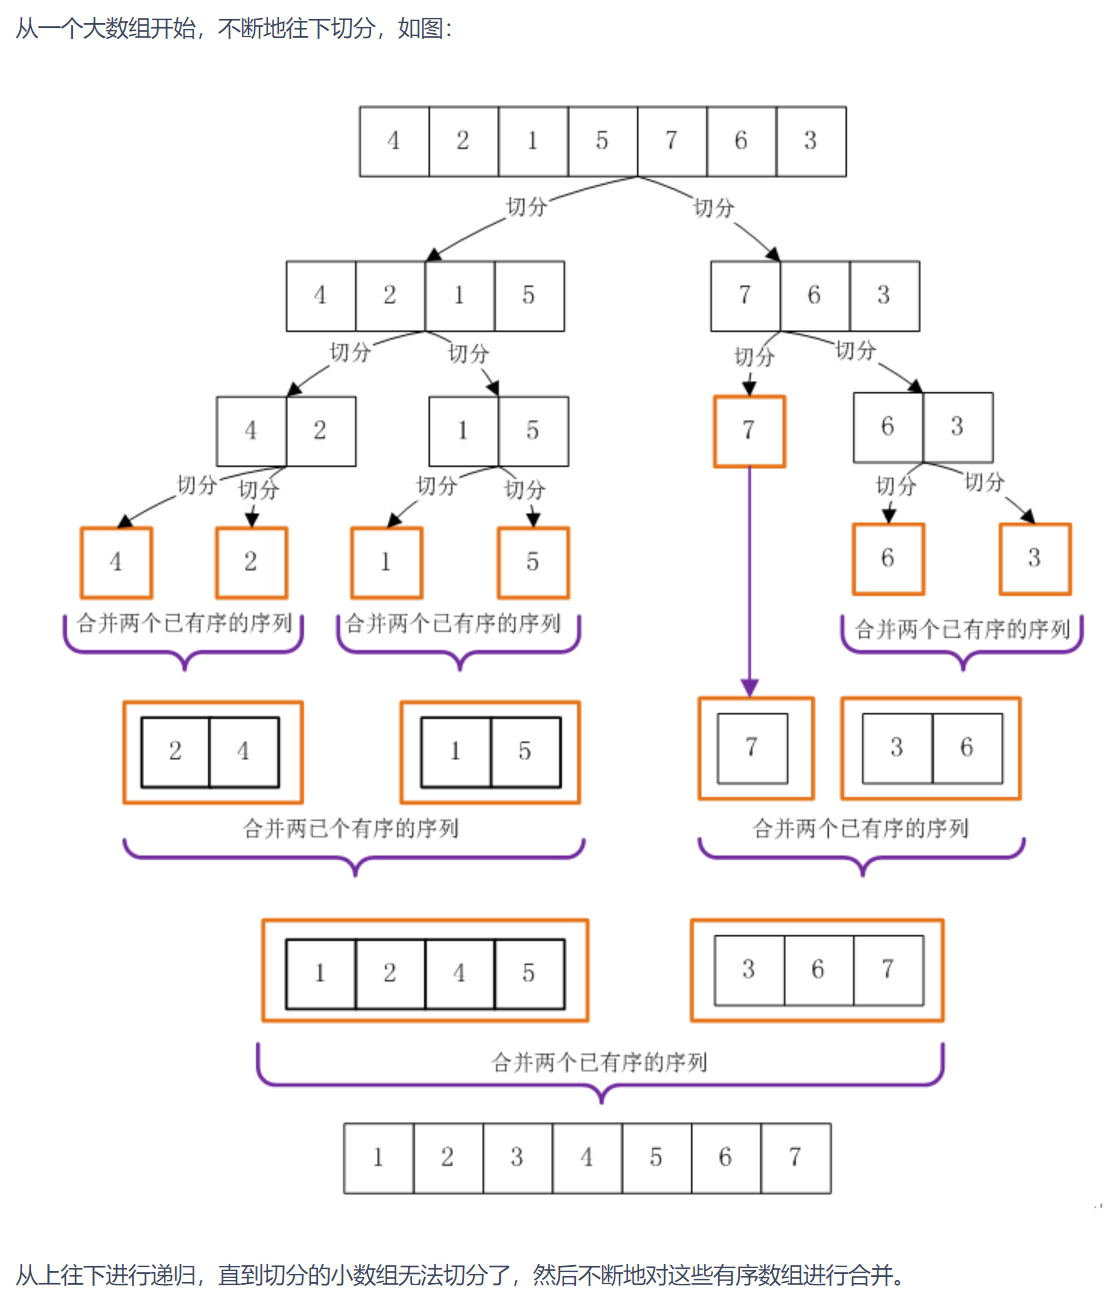 从一个大数组开始，不断地往下切分，如图：
4 2 1 5 7 6 3
切分 切分
4 2 1 5 7 6 3
切分 切分 切分 切分
4 2 1 5 7 6 3
切分 切分 切分 切分 切分 切分
4 2 1 5 6 3
合并两个已有序的序列 合并两个已有序的序列 合并两个已有序的序列
2 4 1 5 7 3 6
合并两已个有序的序列 合并两个已有序的序列
1 2 4 5 3 6 7
合并两个已有序的序列
1 2 3 4 5 6 7
从上往下进行递归，直到切分的小数组无法切分了，然后不断地对这些有序数组进行合并。